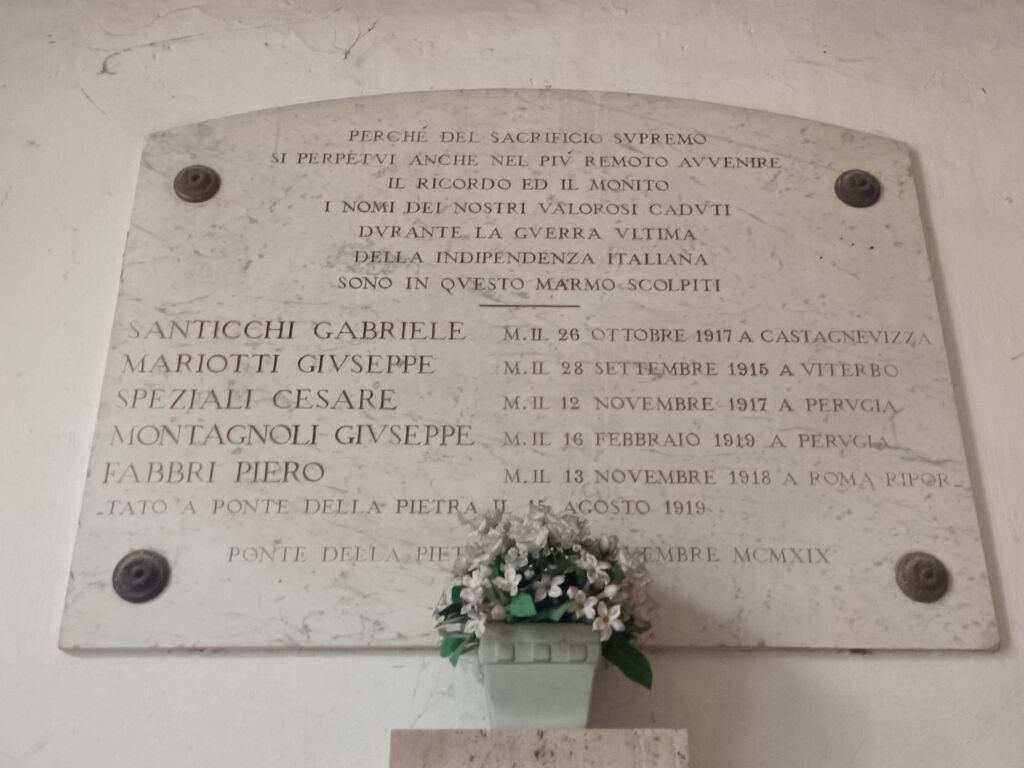 PERCHÉ DEL SACRIFICIO SVPREMO
SI PERPETVI ANCHE NEL PIÚ REMOTO AVVENIRE
IL RICORDO ED IL MONITO
I NOMI DEI NOSTRI VALOROSI CADVTI
DVRANTE LA GVERRA VLTIMA
DELLA INDIPENDENZA ITALIANA
SONO IN QVESTO MARMO SCOLPITI
SANTICCHI GABRIELE M. IL 26 OTTOBRE 1917 A CASTAGNEVIZZA
MARIOTTI GIVSEPPE M. IL 28 SETTEMBRE 1915 A VITERBO
SPEZIALI CESARE M. IL 12 NOVEMBRE 1917 A PERVGIA
MONTAGNOLI GIVSEPPE M. IL 16 FEBBRAIO 1919 A PERVGIA
FABBRI PIERO M. IL 13 NOVEMBRE 1918 A ROMA RIPOR-
-TATO A PONTE DELLA PIETRA IL 15 AGOSTO 1919
PONTE DELLA MCMXIX